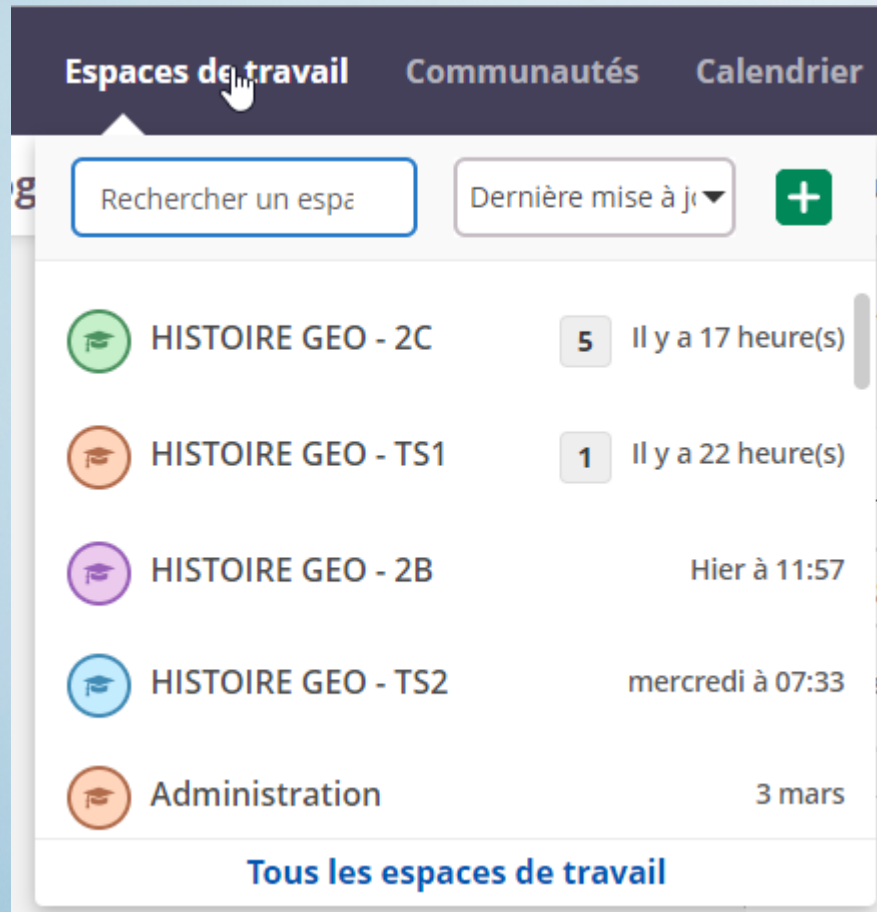 Espaces de travail Communautés Calendrier
Rechercher un espa Dernière mise à jo
HISTOIRE GEO - 2C 5 Il y a 17 heure(s)
HISTOIRE GEO - TS1 1 Il y a 22 heure(s)
HISTOIRE GEO - 2B Hier à 11:57
HISTOIRE GEO - TS2 mercredi à 07:33
Administration 3 mars
Tous les espaces de travail